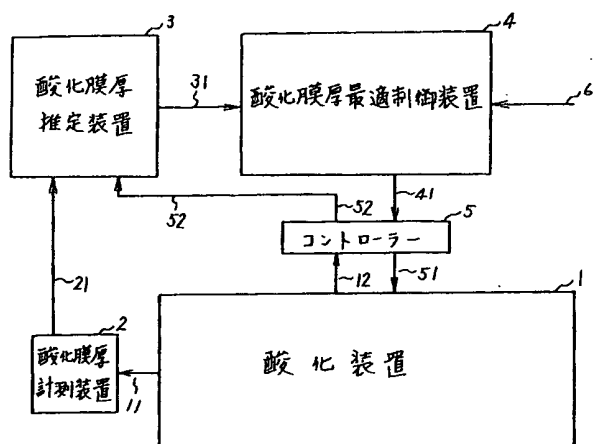 3
酸化膜厚
推定装置
31
4
酸化膜厚最適制御装置
6
52
52
41
5
コントローラー
12
51
21
2
酸化膜厚
計測装置
11
1
酸化装置